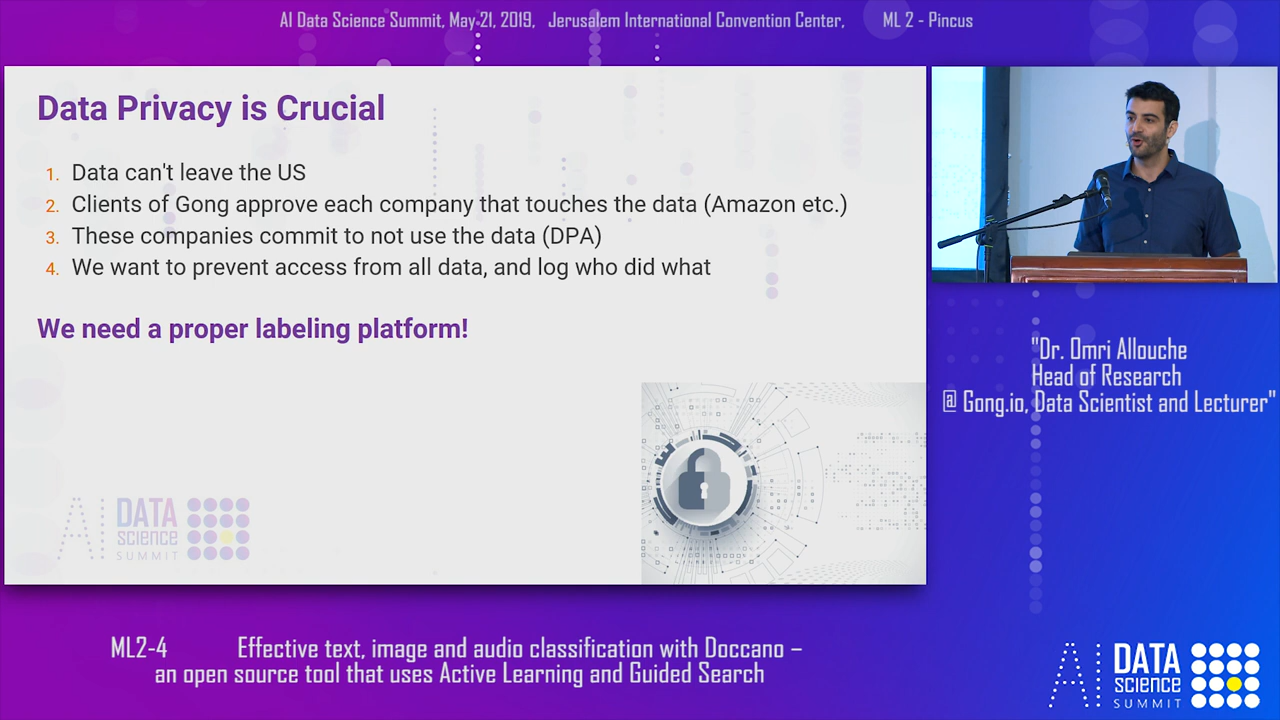 AI Data Science Summit, May 21, 2019, Jerusalem International Convention Center, ML 2 - Pincus
Data Privacy is Crucial
1. Data can't leave the US
2. Clients of Gong approve each company that touches the data (Amazon etc.)
3. These companies commit to not use the data (DPA)
4. We want to prevent access from all data, and log who did what
We need a proper labeling platform!
AI DATA
science
SUMMIT
"Dr. Omri Allouche
Head of Research
@ Gong.io, Data Scientist and Lecturer"
ML2-4 Effective text, image and audio classification with Doccano –
an open source tool that uses Active Learning and Guided Search
AI DATA
science
SUMMIT